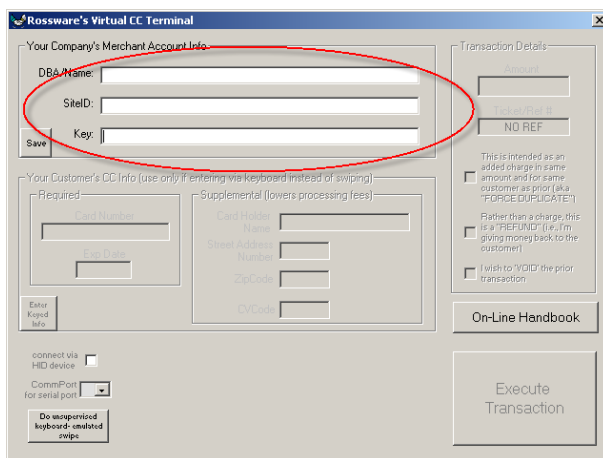 Rossware's Virtual CC Terminal
Your Company's Merchant Account Info
DBA/Name:
SiteID:
Key:
Save
Transaction Details
Amount
Ticket/Ref #
NO REF
This is intended as an
added charge in same
amount and for same
customer as prior (aka
"FORCE DUPLICATE")
Rather than a charge, this
is a "REFUND" (i.e., I'm
giving money back to the
customer)
I wish to 'VOID' the prior
transaction
Your Customer's CC Info (use only if entering via keyboard instead of swiping)
Required
Card Number
Exp Date
Supplemental (lowers processing fees)
Card Holder
Name
Street Address
Number
ZipCode
CVCode
Enter
Keyed
Info
On-Line Handbook
connect via
HID device
CommPort
for serial port
Do unsupervised
keyboard- emulated
swipe
Execute
Transaction